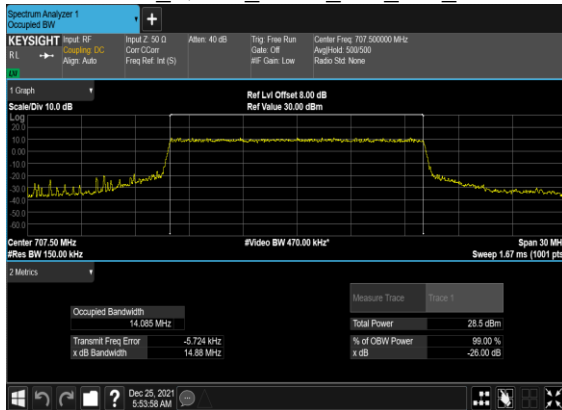 Spectrum Analyzer 1
Occupied BW
+
KEYSIGHT Input: RF Input Z: 50 Ω Atten: 40 dB Trig: Free Run Center Freq: 707.500000 MHz
RL Coupling: DC Corr CCorr Gate: Off Avg|Hold: 500/500
Align: Auto Freq Ref: Int (S) #IF Gain: Low Radio Std: None
1 Graph
Ref Lvl Offset 8.00 dB
Scale/Div 10.0 dB Ref Value 30.00 dBm
Log
20.0
10.0
0.00
-10.0
-20.0
-30.0
-40.0
-50.0
-60.0
Center 707.50 MHz #Video BW 470.00 kHz* Span 30 MH
#Res BW 150.00 kHz Sweep 1.67 ms (1001 pts
2 Metrics
Measure Trace Trace 1
Occupied Bandwidth
14.085 MHz Total Power 28.5 dBm
Transmit Freq Error -5.724 kHz % of OBW Power 99.00 %
x dB Bandwidth 14.88 MHz x dB -26.00 dB
? Dec 25, 2021
5:53:58 AM